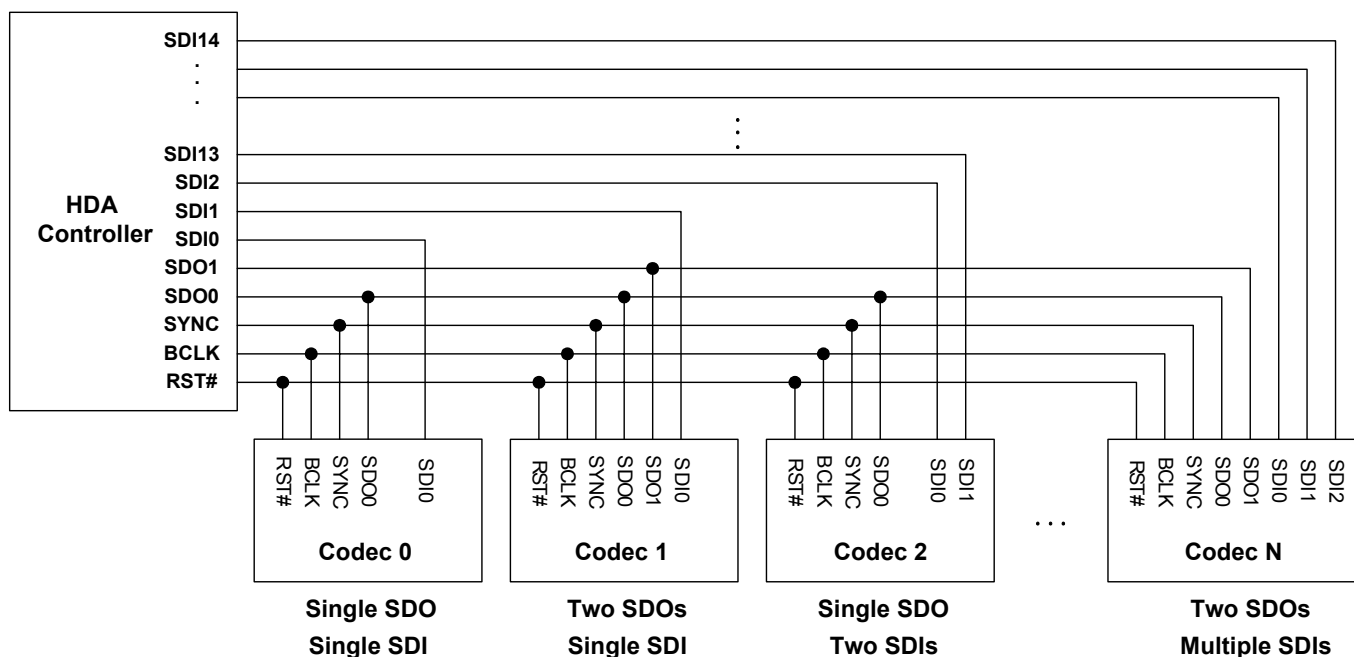 SDI14
.
.
.
SDI13
SDI2
SDI1
SDI0
SDO1
SDO0
SYNC
BCLK
RST#
HDA
Controller
. . .
RST#
BCLK
SYNC
SDO0
SDI0
Codec 0
Single SDO
Single SDI
RST#
BCLK
SYNC
SDO0
SDO1
SDI0
Codec 1
Two SDOs
Single SDI
RST#
BCLK
SYNC
SDO0
SDI0
SDI1
Codec 2
Single SDO
Two SDIs
. . .
RST#
BCLK
SYNC
SDO0
SDO1
SDI0
SDI1
SDI2
Codec N
Two SDOs
Multiple SDIs